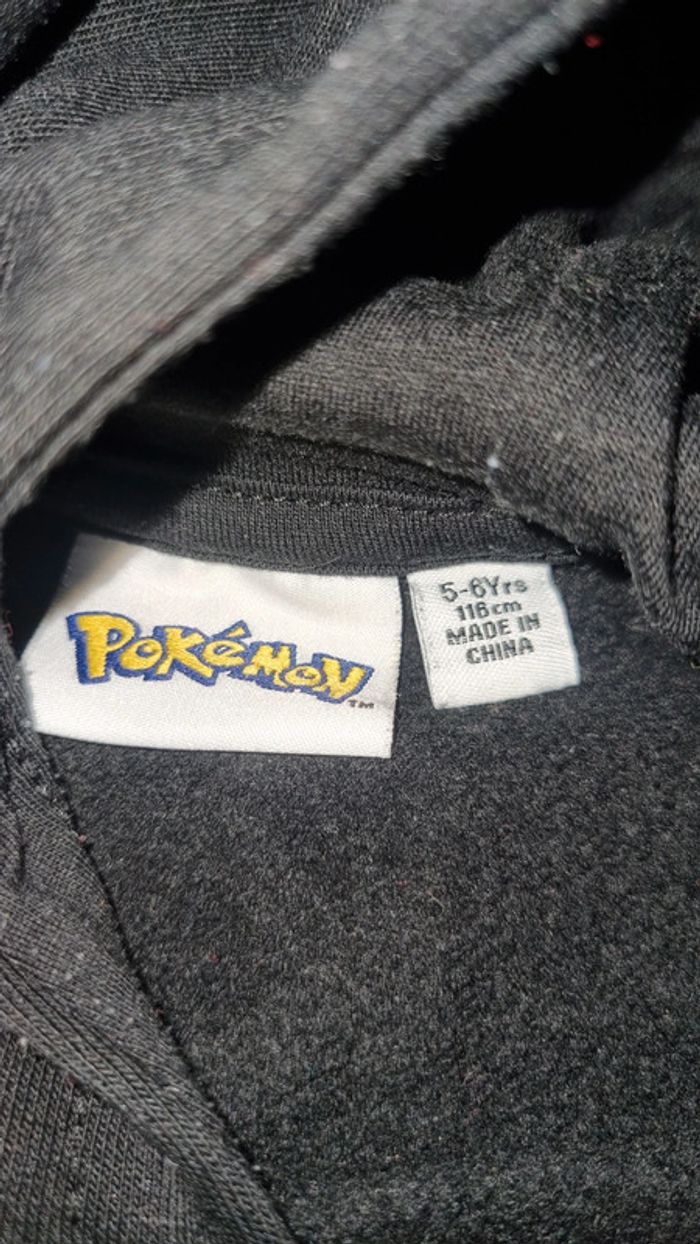 POKéMON
™
5-6Yrs
116cm
MADE IN
CHINA